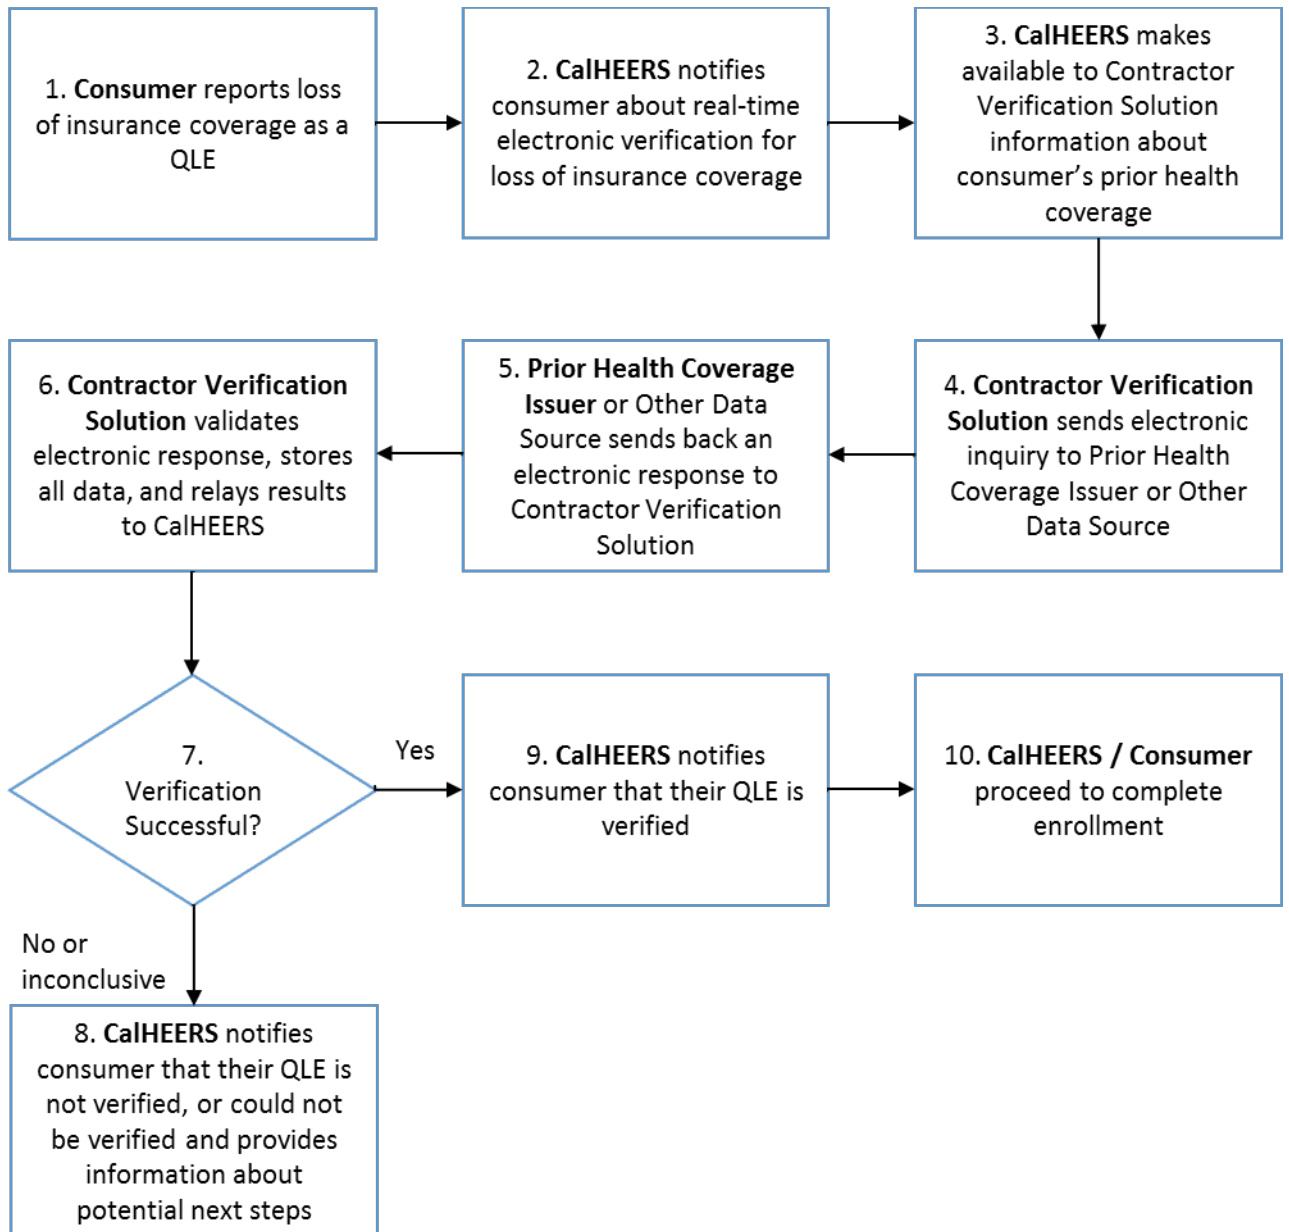 1. Consumer reports loss
of insurance coverage as a
QLE
2. CalHEERS notifies
consumer about real-time
electronic verification for
loss of insurance coverage
3. CalHEERS makes
available to Contractor
Verification Solution
information about
consumer’s prior health
coverage
4. Contractor Verification
Solution sends electronic
inquiry to Prior Health
Coverage Issuer or Other
Data Source
5. Prior Health Coverage
Issuer or Other Data
Source sends back an
electronic response to
Contractor Verification
Solution
6. Contractor Verification
Solution validates
electronic response, stores
all data, and relays results
to CalHEERS
7.
Verification
Successful?
Yes
9. CalHEERS notifies
consumer that their QLE is
verified
10. CalHEERS / Consumer
proceed to complete
enrollment
No or
inconclusive
8. CalHEERS notifies
consumer that their QLE is
not verified, or could not
be verified and provides
information about
potential next steps